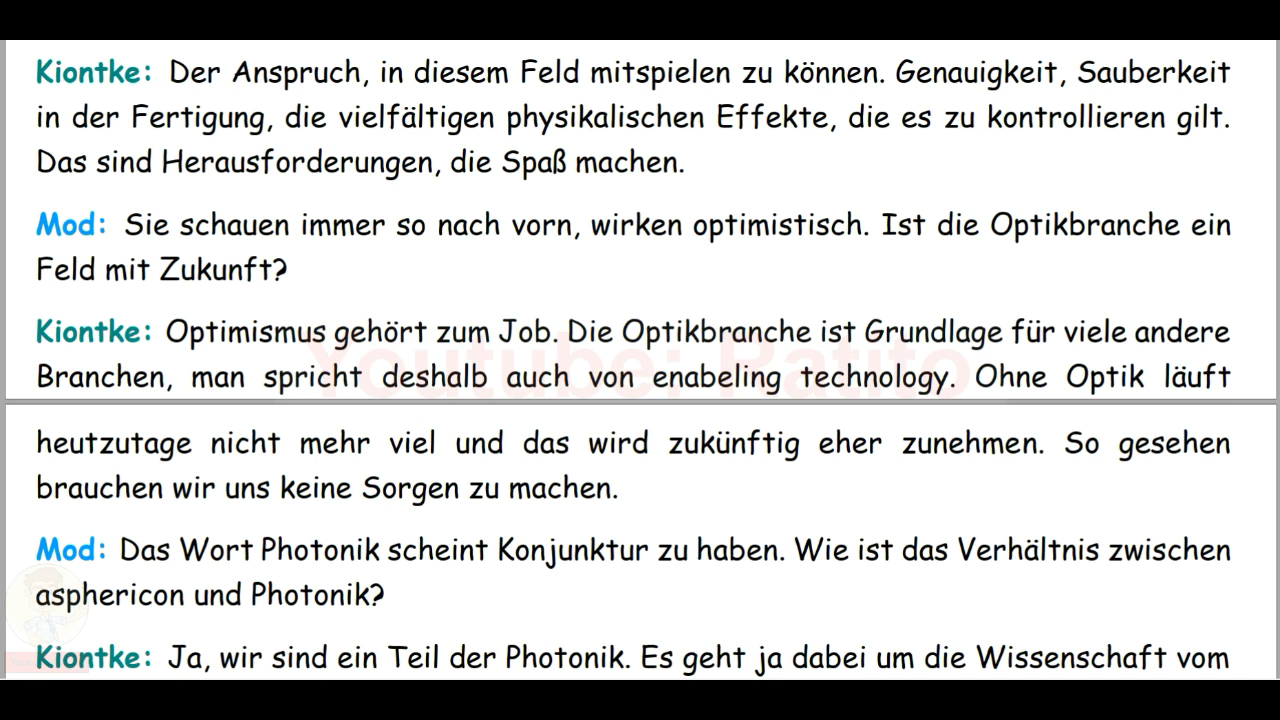 Kiontke: Der Anspruch, in diesem Feld mitspielen zu können. Genauigkeit, Sauberkeit
in der Fertigung, die vielfältigen physikalischen Effekte, die es zu kontrollieren gilt.
Das sind Herausforderungen, die Spaß machen.
Mod: Sie schauen immer so nach vorn, wirken optimistisch. Ist die Optikbranche ein
Feld mit Zukunft?
Kiontke: Optimismus gehört zum Job. Die Optikbranche ist Grundlage für viele andere
Youtube: Ratito
Branchen, man spricht deshalb auch von enabeling technology. Ohne Optik läuft
heutzutage nicht mehr viel und das wird zukünftig eher zunehmen. So gesehen
brauchen wir uns keine Sorgen zu machen.
Mod: Das Wort Photonik scheint Konjunktur zu haben. Wie ist das Verhältnis zwischen
asphericon und Photonik?
Kiontke: Ja, wir sind ein Teil der Photonik. Es geht ja dabei um die Wissenschaft vom